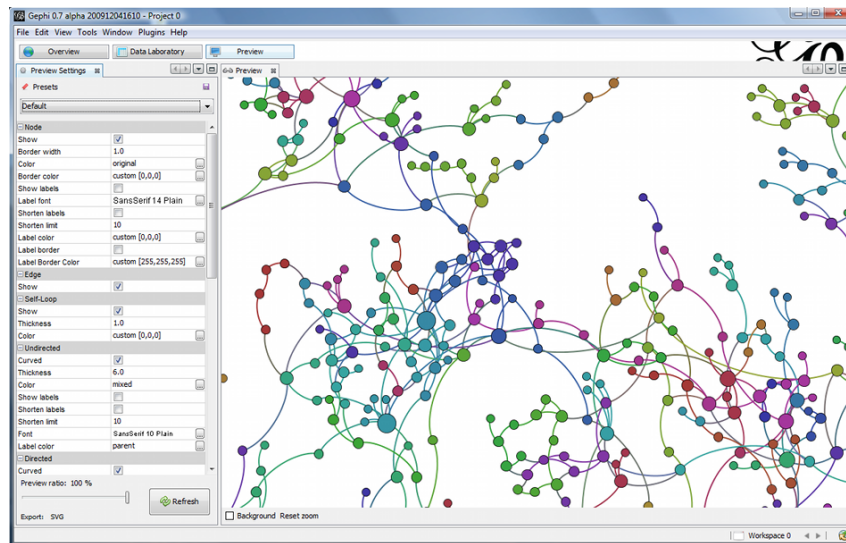 Gephi 0.7 alpha 200912041610 - Project 0
File Edit View Tools Window Plugins Help
Overview Data Laboratory Preview
Preview Settings Preview
Presets
Default
Node
Show
Border width 1.0
Color original
Border color custom [0,0,0]
Show labels
Label font SansSerif 14 Plain
Shorten labels
Shorten limit 10
Label color custom [0,0,0]
Label border
Label Border Color custom [255,255,255]
Edge
Show
Self-Loop
Show
Thickness 1.0
Color custom [0,0,0]
Undirected
Curved
Thickness 6.0
Color mixed
Show labels
Shorten labels
Shorten limit 10
Font SansSerif 10 Plain
Label color parent
Directed
Curved
Preview ratio: 100 %
Refresh
Export: SVG
Background Reset zoom
Workspace 0